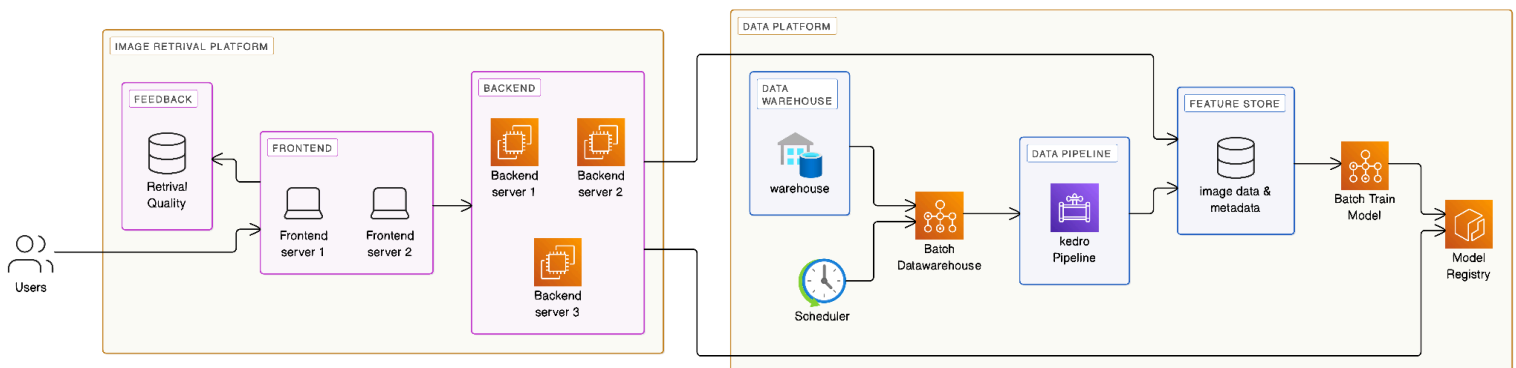 IMAGE RETRIVAL PLATFORM
FEEDBACK
Retrival
Quality
FRONTEND
Frontend
server 1
Frontend
server 2
BACKEND
Backend
server 1
Backend
server 2
Backend
server 3
Users
DATA PLATFORM
DATA
WAREHOUSE
warehouse
Scheduler
Batch
Datawarehouse
DATA PIPELINE
kedro
Pipeline
FEATURE STORE
image data &
metadata
Batch Train
Model
Model
Registry